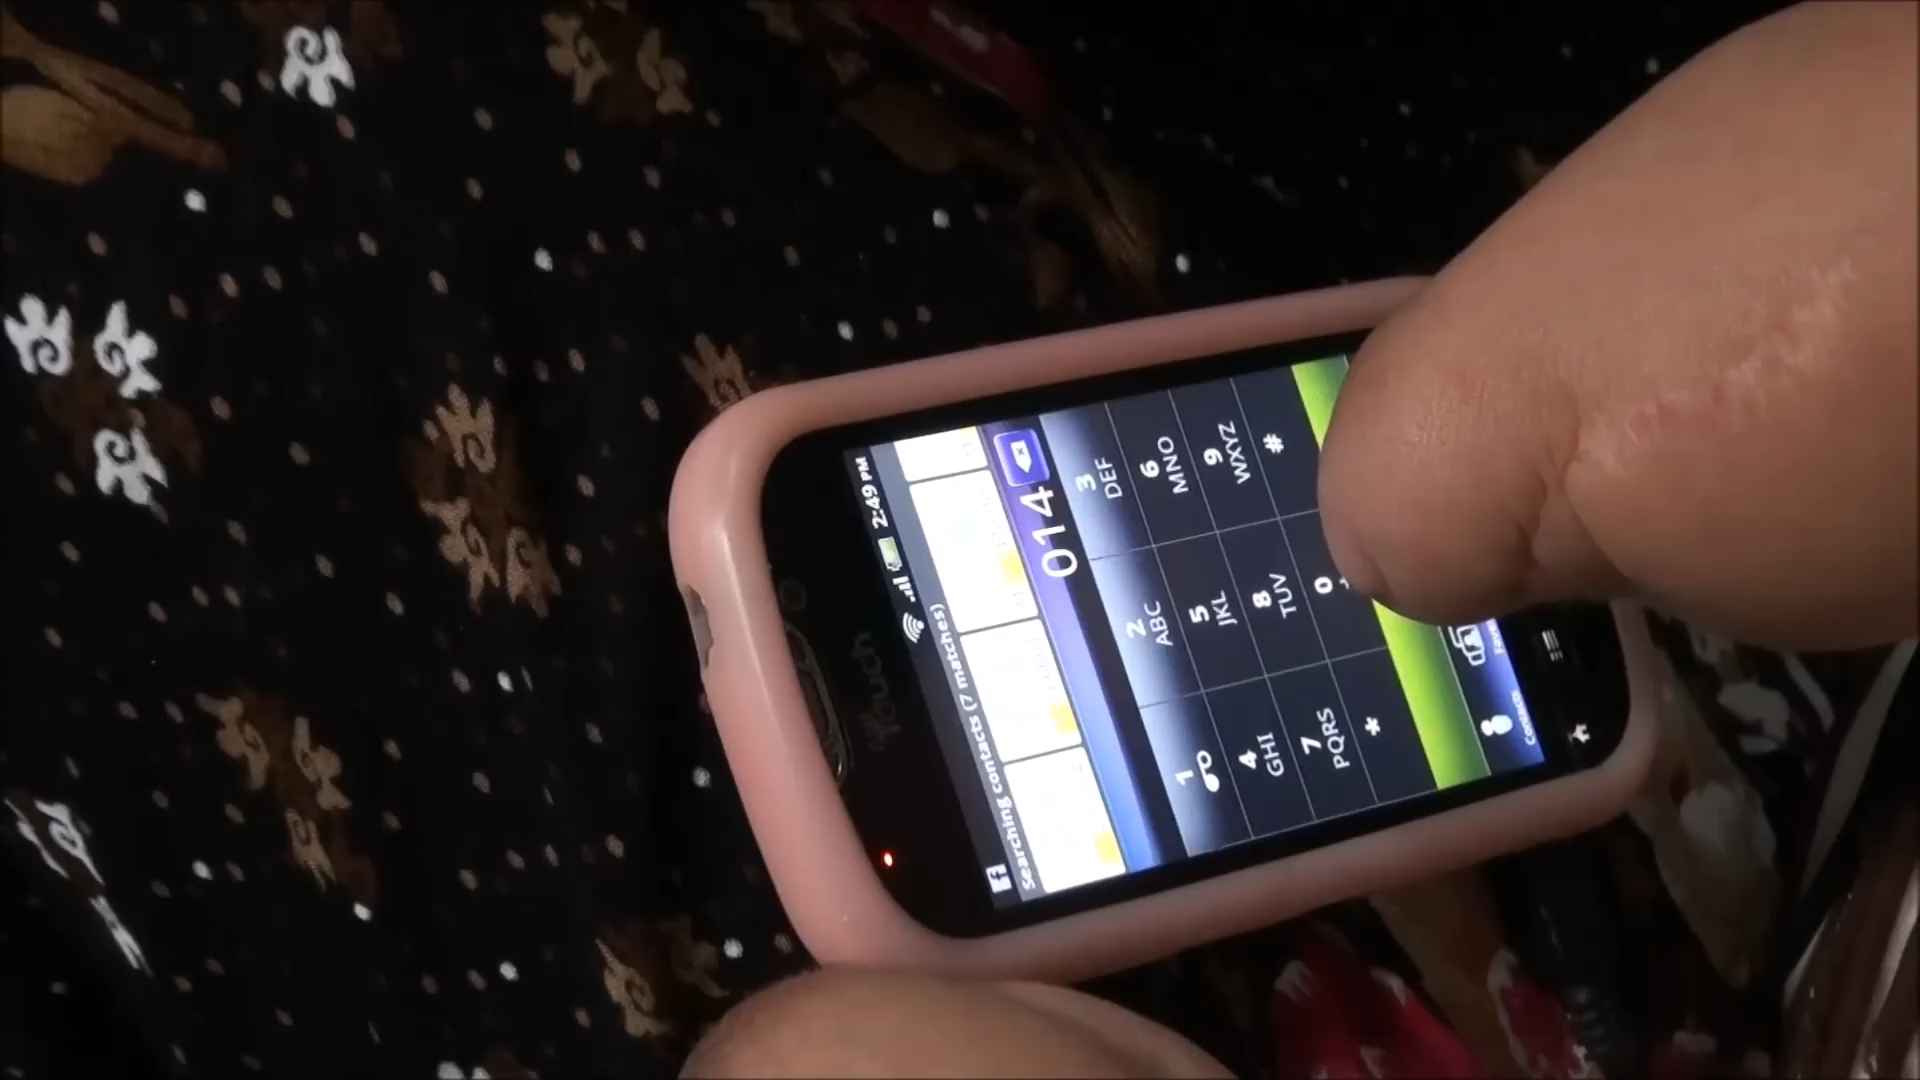 Touch
2:49 PM
Searching contacts (7 matches)
014
1
2
ABC
3
DEF
4
GHI
5
JKL
6
MNO
7
PQRS
8
TUV
9
WXYZ
*
0
#
Contacts